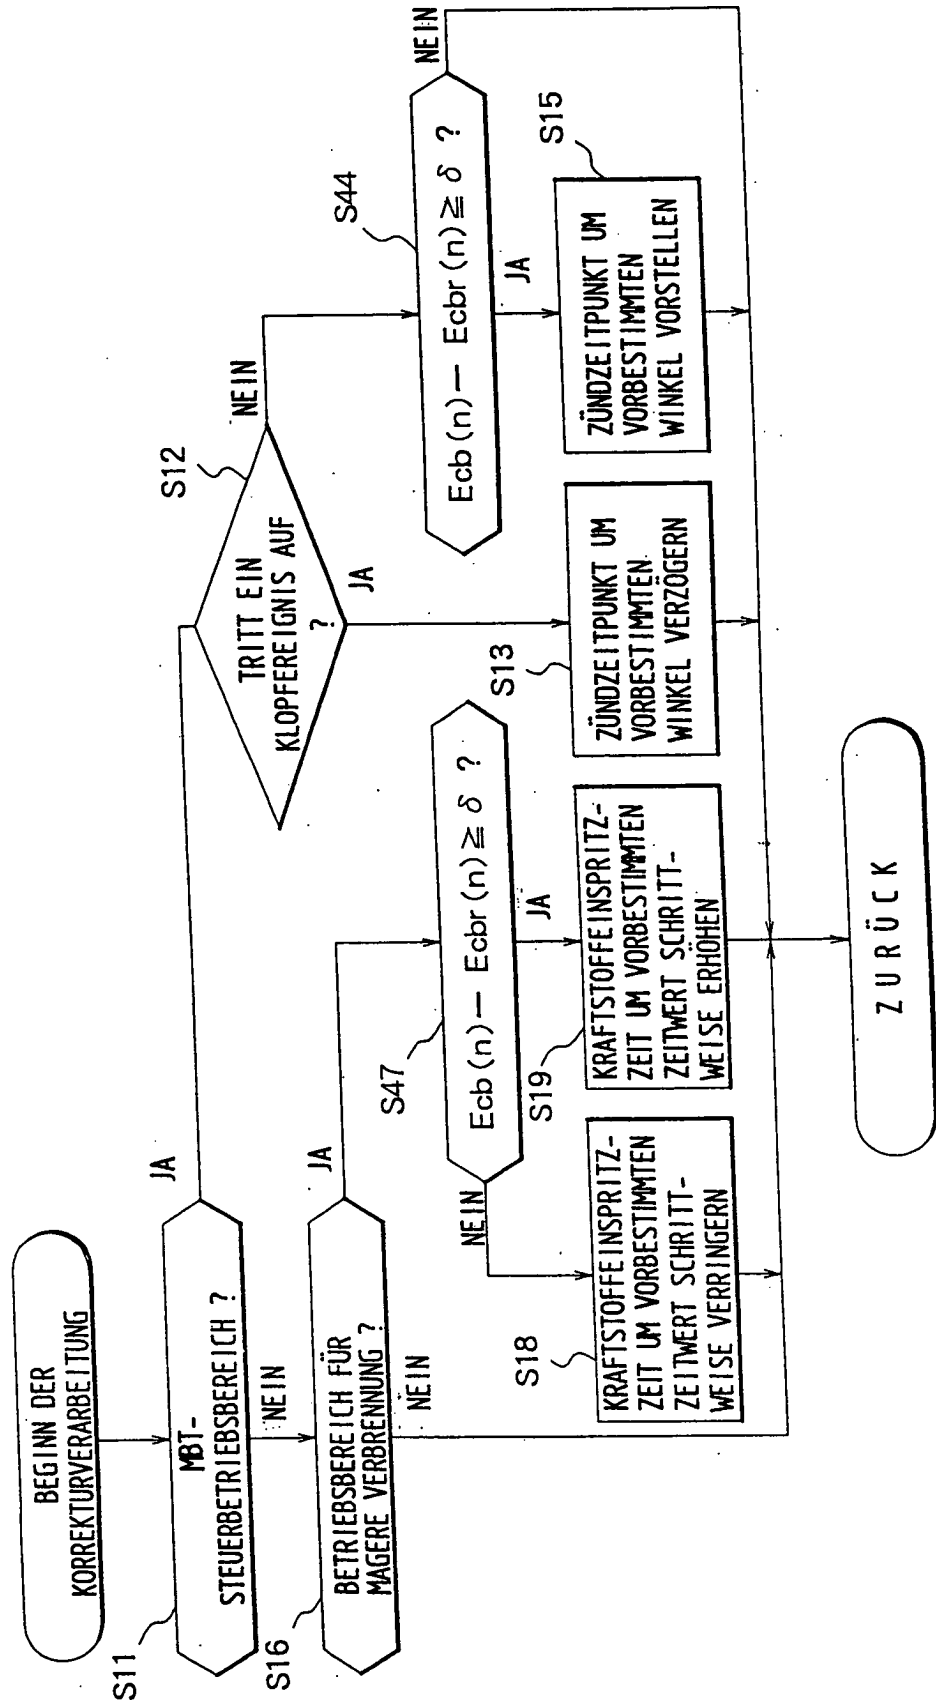 BEGINN DER
KORREKTURVERARBEITUNG
S11
MBT-
STEUERBETRIEBSBEREICH ?
JA
NEIN
S16
BETRIEBSBEREICH FÜR
MAGERE VERBRENNUNG ?
JA
NEIN
S12
TRITT EIN
KLOPFEREIGNIS AUF
?
NEIN
JA
S47
Ecb(n)— Ecbr(n)≧ δ ?
NEIN
JA
S44
Ecb(n)— Ecbr(n)≧ δ ?
NEIN
JA
S18
KRAFTSTOFFEINSPRITZ-
ZEIT UM VORBESTIMMTEN
ZEITWERT SCHRITT-
WEISE VERRINGERN
S19
KRAFTSTOFFEINSPRITZ-
ZEIT UM VORBESTIMMTEN
ZEITWERT SCHRITT-
WEISE ERHÖHEN
S13
ZÜNDZEITPUNKT UM
VORBESTIMMTEN
WINKEL VERZÖGERN
S15
ZÜNDZEITPUNKT UM
VORBESTIMMTEN
WINKEL VORSTELLEN
ZURÜCK